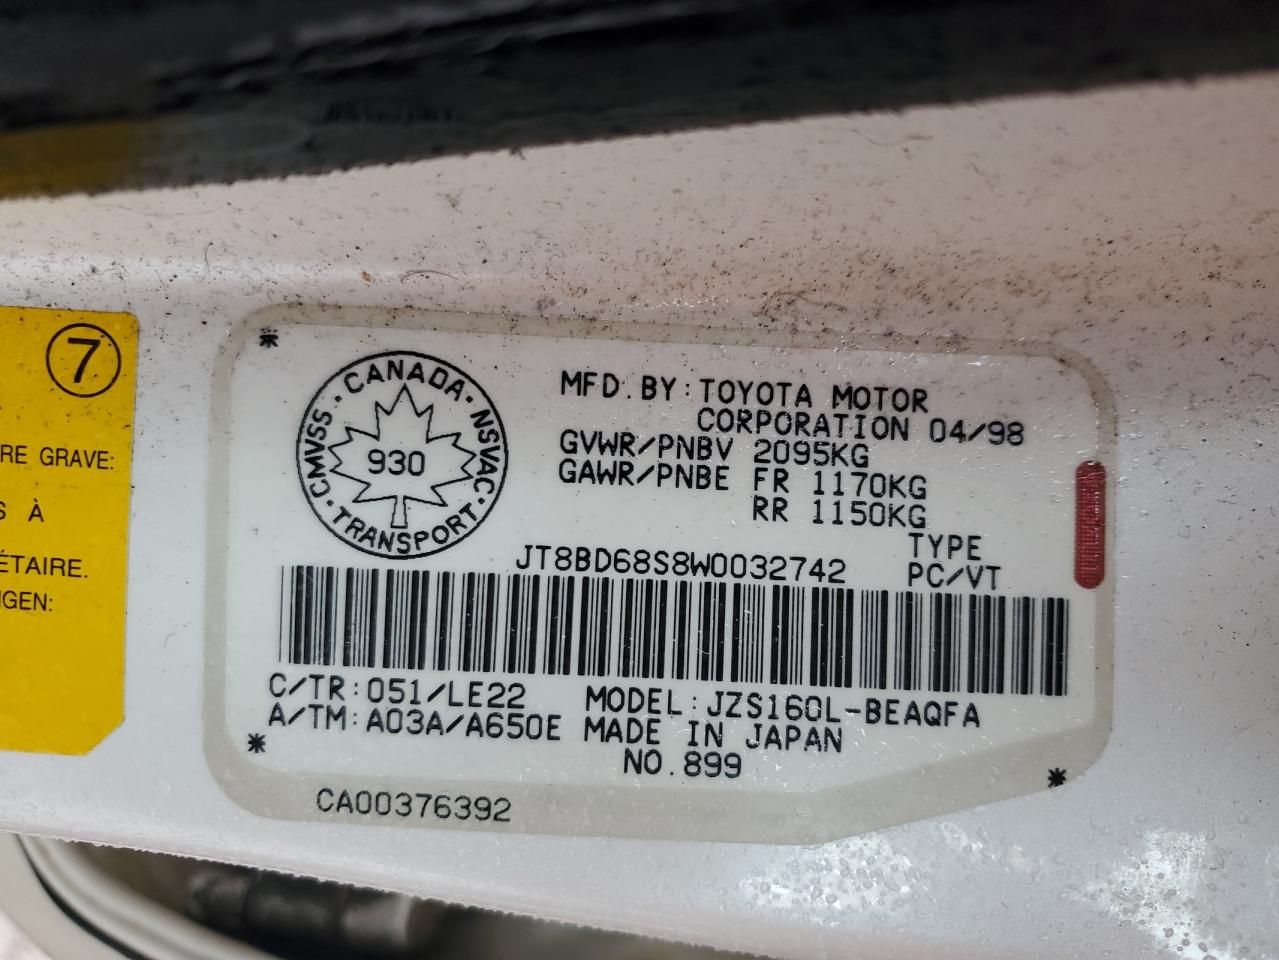 7
RE GRAVE:
S À
ÉTAIRE.
NGEN:
CMVSS · CANADA · NSVAC · TRANSPORT ·
930
MFD. BY: TOYOTA MOTOR
CORPORATION 04/98
GVWR/PNBV 2095KG
GAWR/PNBE FR 1170KG
RR 1150KG
TYPE
JT8BD68S8W0032742 PC/VT
C/TR: 051/LE22 MODEL: JZS160L-BEAQFA
A/TM: A03A/A650E MADE IN JAPAN
NO. 899
CA00376392